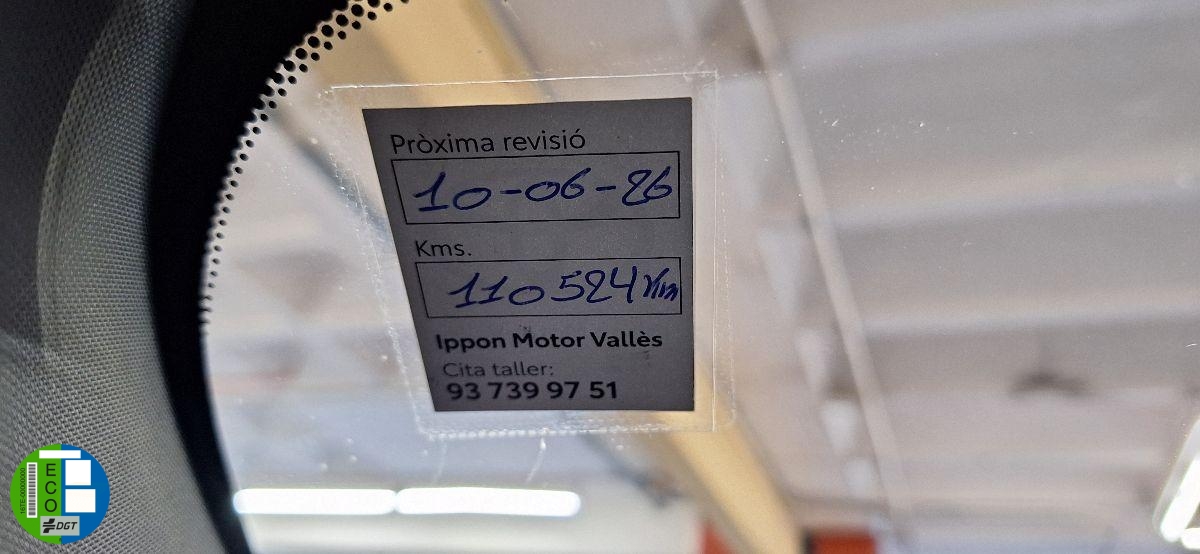 Pròxima revisió
10-06-26
Kms.
110524 Km
Ippon Motor Vallès
Cita taller:
93 739 97 51
ECO
DGT